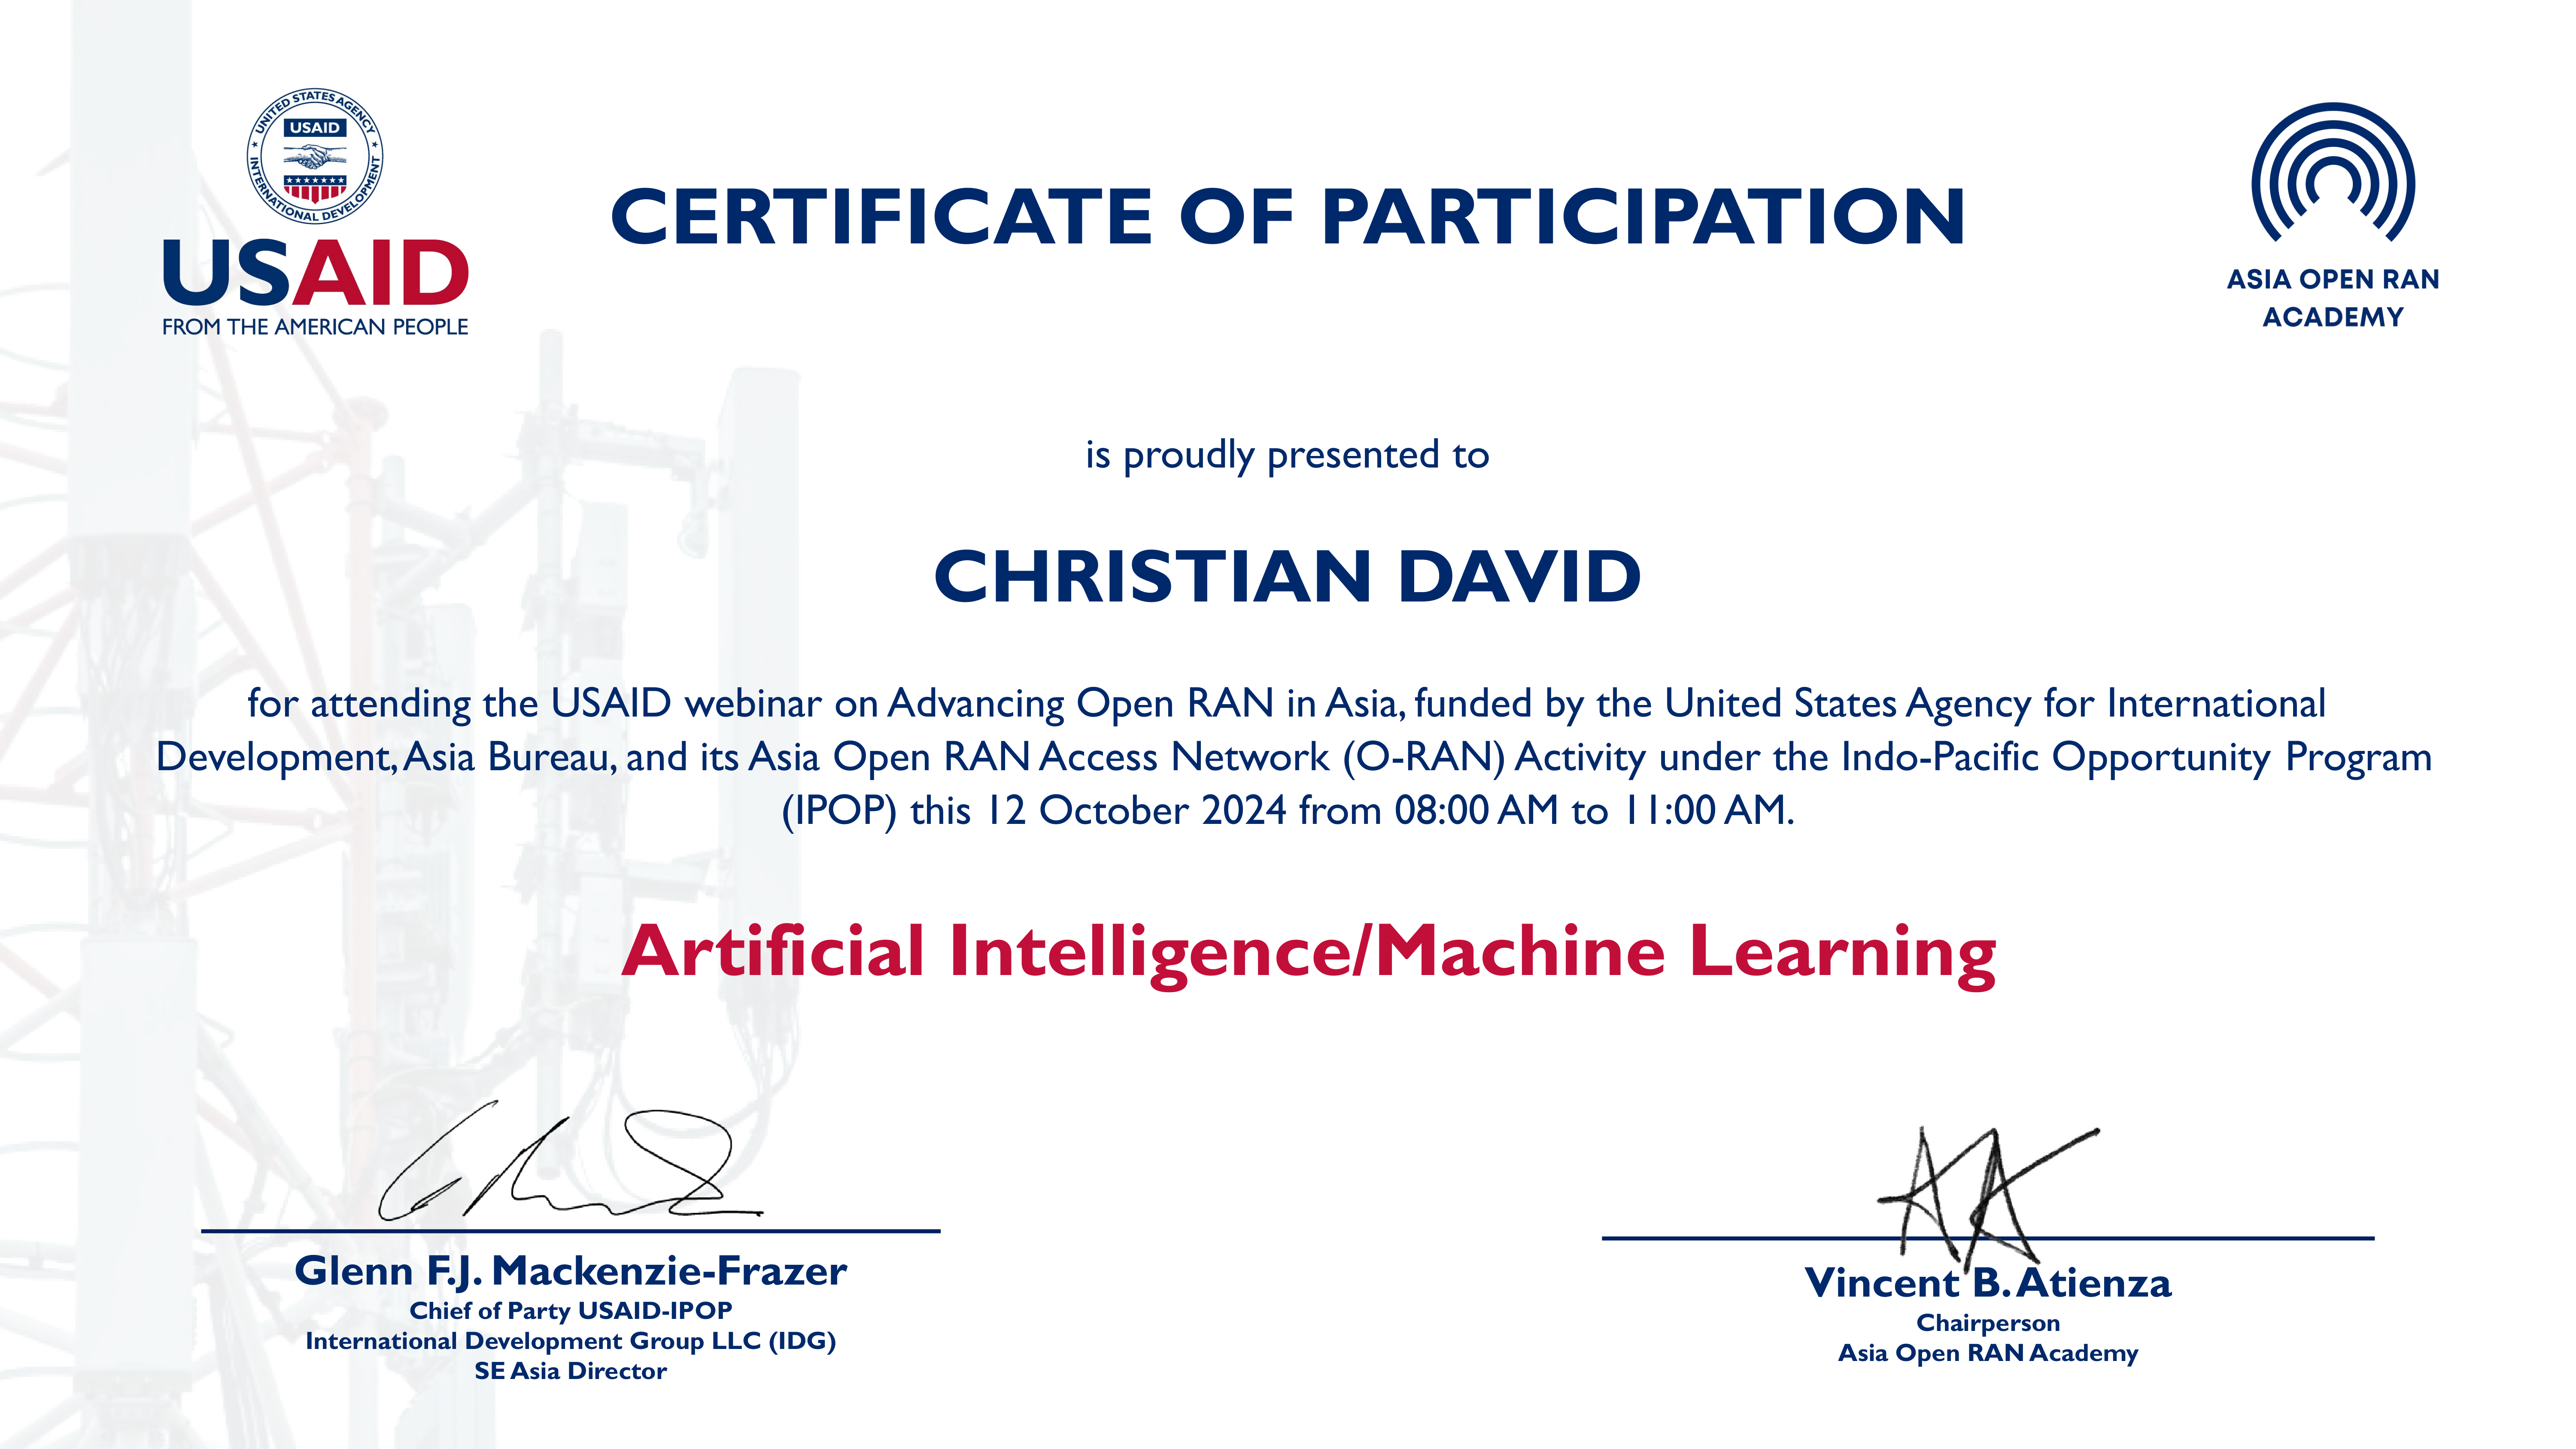 UNITED STATES AGENCY
USAID
INTERNATIONAL DEVELOPMENT
USAID
FROM THE AMERICAN PEOPLE
CERTIFICATE OF PARTICIPATION
ASIA OPEN RAN
ACADEMY
is proudly presented to
CHRISTIAN DAVID
for attending the USAID webinar on Advancing Open RAN in Asia, funded by the United States Agency for International
Development, Asia Bureau, and its Asia Open RAN Access Network (O-RAN) Activity under the Indo-Pacific Opportunity Program
(IPOP) this 12 October 2024 from 08:00 AM to 11:00 AM.
Artificial Intelligence/Machine Learning
Glenn F.J. Mackenzie-Frazer
Chief of Party USAID-IPOP
International Development Group LLC (IDG)
SE Asia Director
Vincent B. Atienza
Chairperson
Asia Open RAN Academy